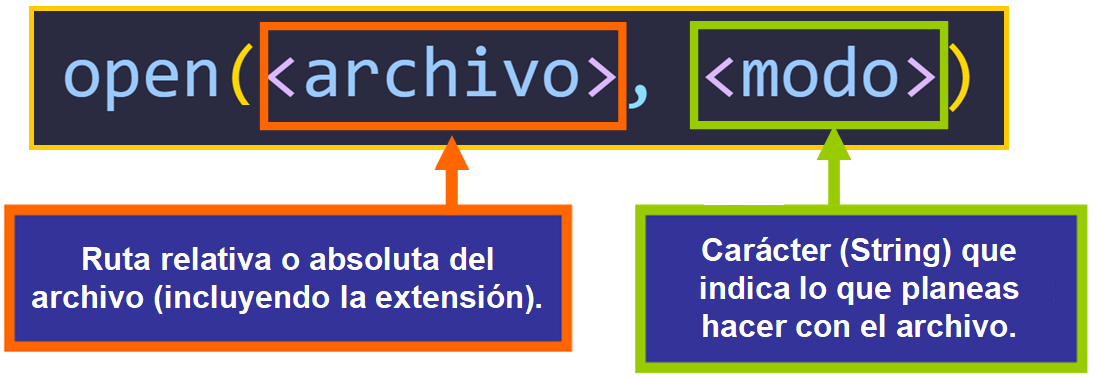 open(<archivo>, <modo>)
Ruta relativa o absoluta del
archivo (incluyendo la extensión).
Carácter (String) que
indica lo que planeas
hacer con el archivo.